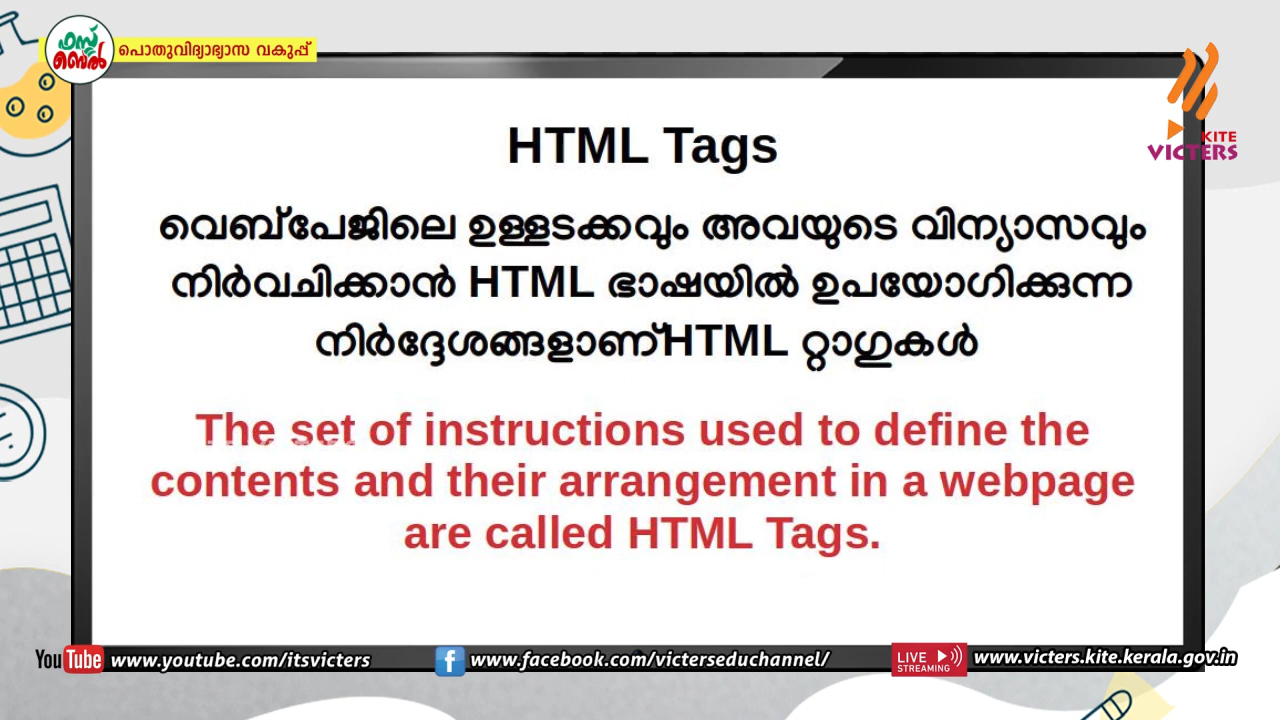 ഫസ്റ്റ്
ബെൽ
പൊതുവിദ്യാഭ്യാസ വകുപ്പ്
KITE
VICTERS
HTML Tags
വെബ്പേജിലെ ഉള്ളടക്കവും അവയുടെ വിന്യാസവും
നിർവചിക്കാൻ HTML ഭാഷയിൽ ഉപയോഗിക്കുന്ന
നിർദ്ദേശങ്ങളാണ്HTML റ്റാഗുകൾ
The set of instructions used to define the
contents and their arrangement in a webpage
are called HTML Tags.
YouTube www.youtube.com/itsvicters
f www.facebook.com/victerseduchannel/
LIVE STREAMING www.victers.kite.kerala.gov.in